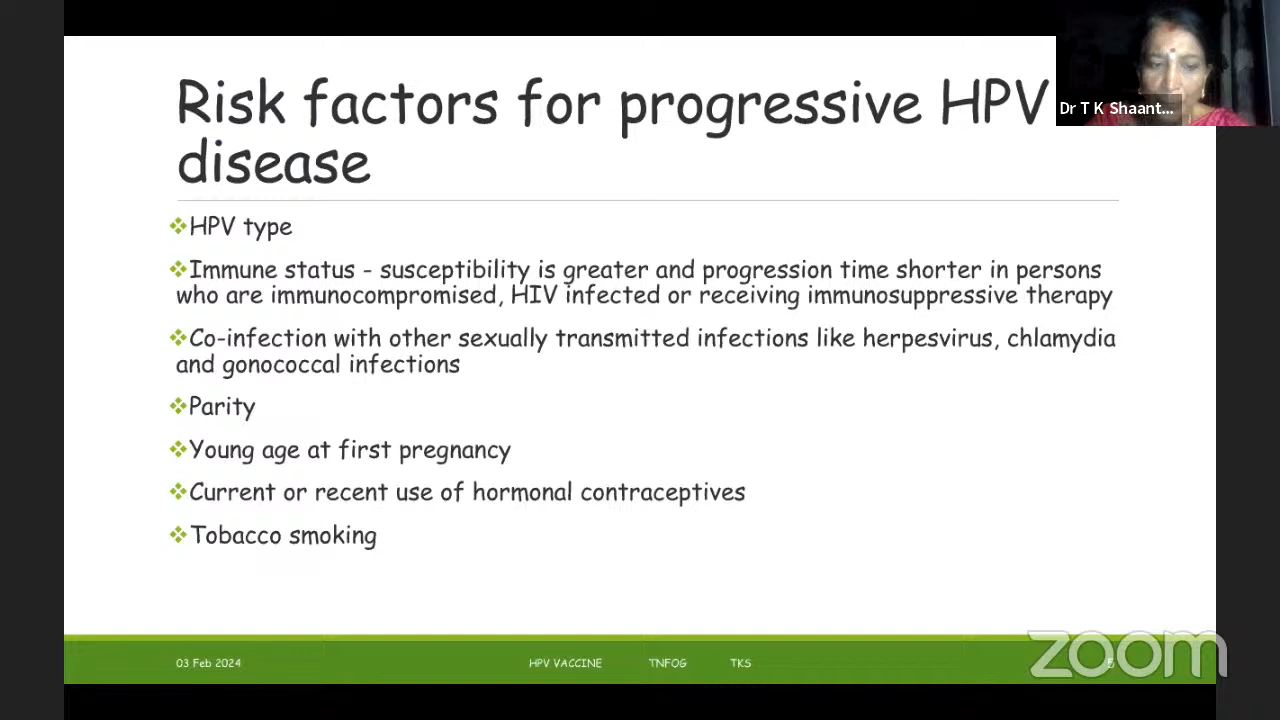 Risk factors for progressive HPV
disease
Dr T K Shaant...
❖HPV type
❖Immune status - susceptibility is greater and progression time shorter in persons
who are immunocompromised, HIV infected or receiving immunosuppressive therapy
❖Co-infection with other sexually transmitted infections like herpesvirus, chlamydia
and gonococcal infections
❖Parity
❖Young age at first pregnancy
❖Current or recent use of hormonal contraceptives
❖Tobacco smoking
03 Feb 2024 HPV VACCINE TNFOG TKS 5
zoom